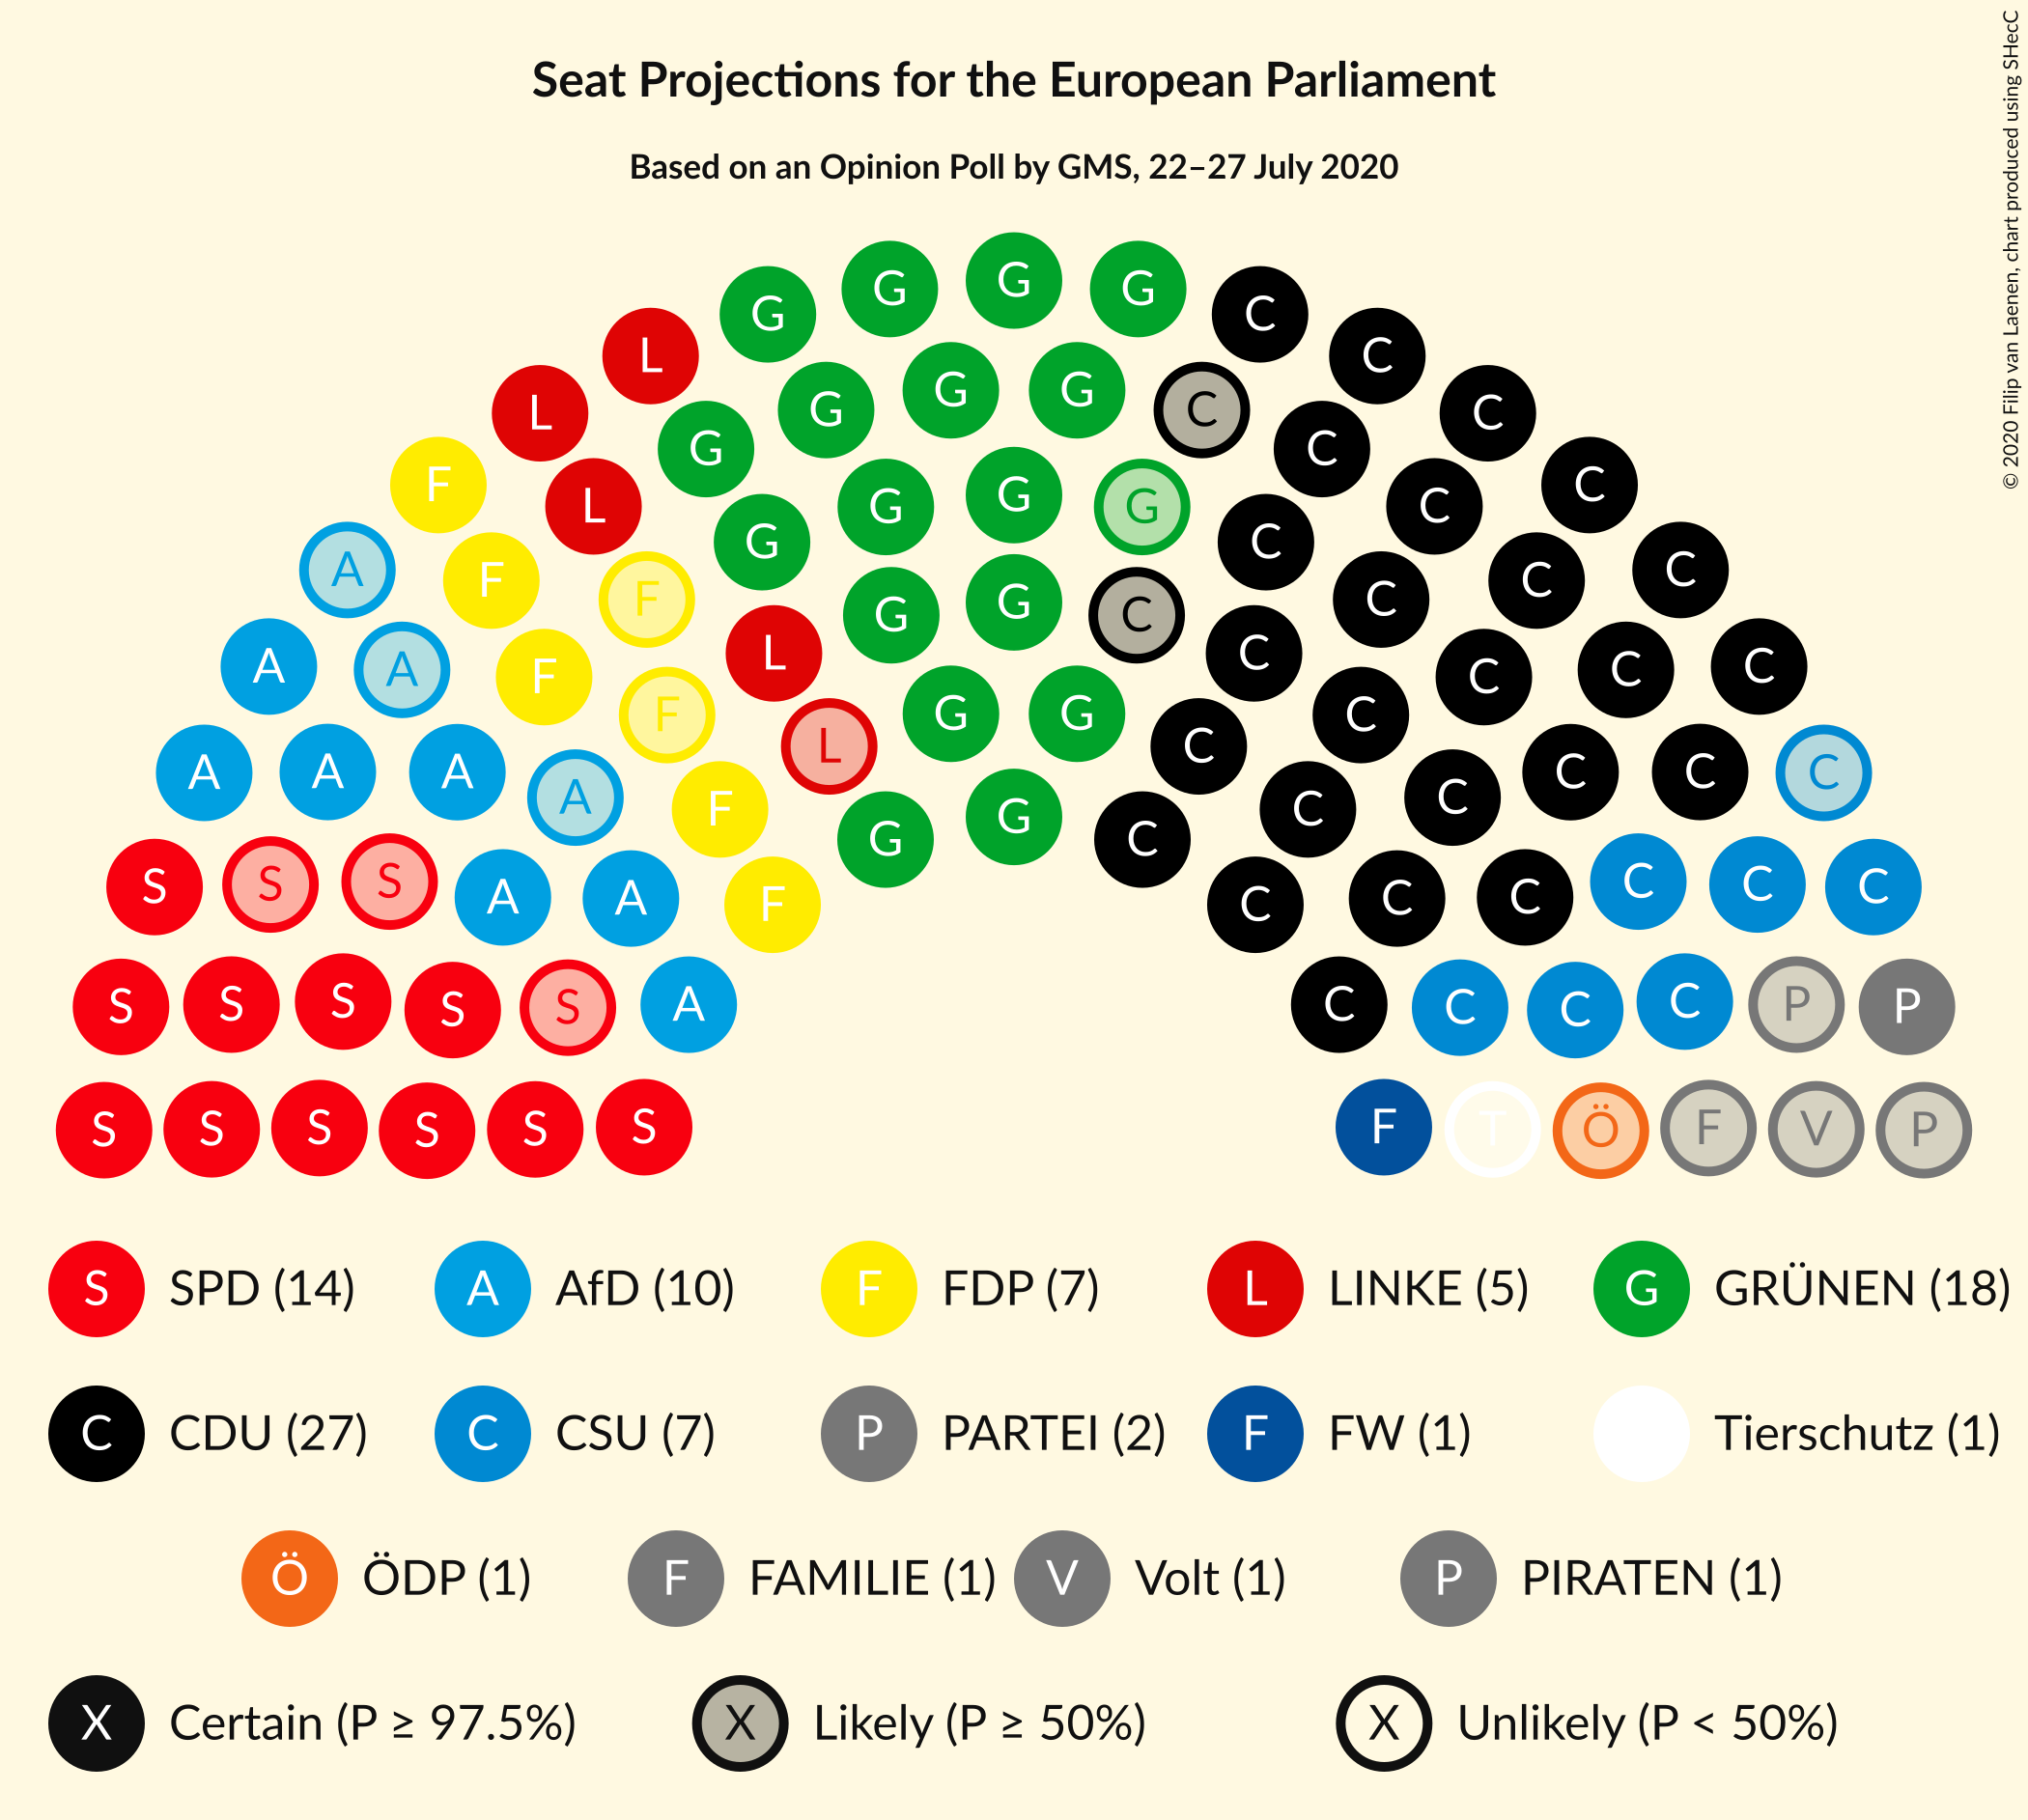 Seat Projections for the European Parliament
Based on an Opinion Poll by GMS, 22–27 July 2020
© 2020 Filip van Laenen, chart produced using SHecC
G G G G C
L G C C
L G G G C C C
F L G G G G C C C C
A F F G C C C
A A F L G G C C C C C
A A A A F L G G C C C C C C
S S S A A F G G C C C C C C C
S S S S S A C C C C P P
S S S S S S F T Ö F V P
S SPD (14) A AfD (10) F FDP (7) L LINKE (5) G GRÜNEN (18)
C CDU (27) C CSU (7) P PARTEI (2) F FW (1) Tierschutz (1)
Ö ÖDP (1) F FAMILIE (1) V Volt (1) P PIRATEN (1)
X Certain (P ≥ 97.5%) X Likely (P ≥ 50%) X Unlikely (P < 50%)